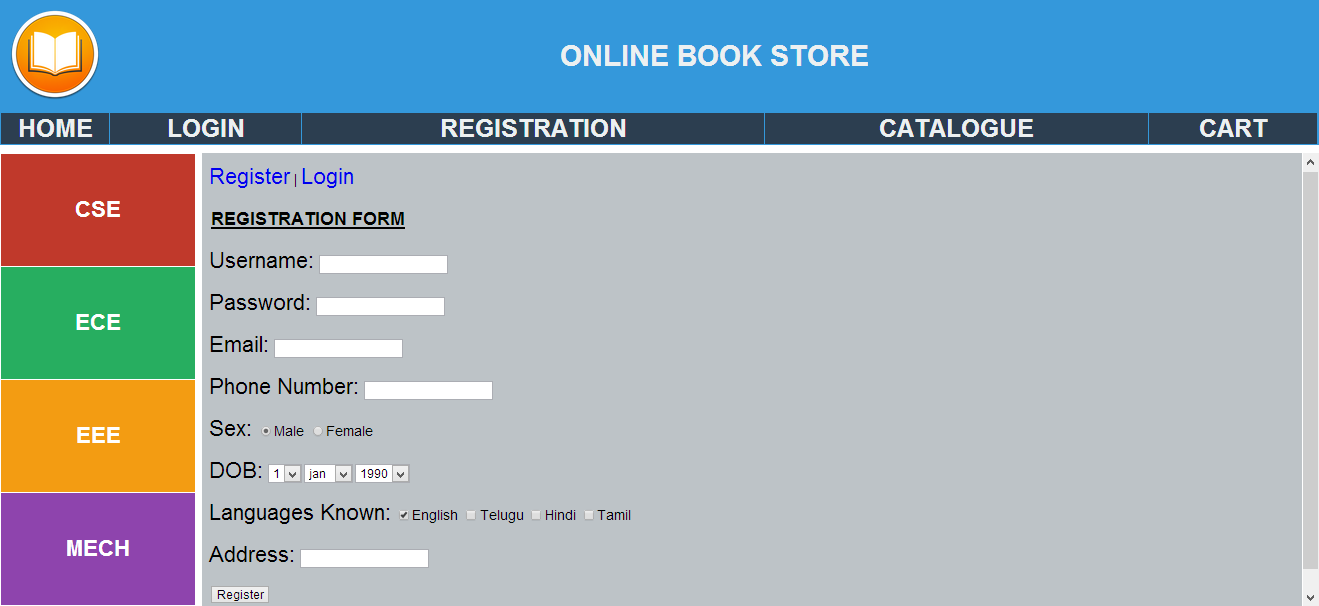 ONLINE BOOK STORE
HOME LOGIN REGISTRATION CATALOGUE CART
CSE
ECE
EEE
MECH
Register | Login
REGISTRATION FORM
Username:
Password:
Email:
Phone Number:
Sex: Male Female
DOB: 1 jan 1990
Languages Known: English Telugu Hindi Tamil
Address:
Register